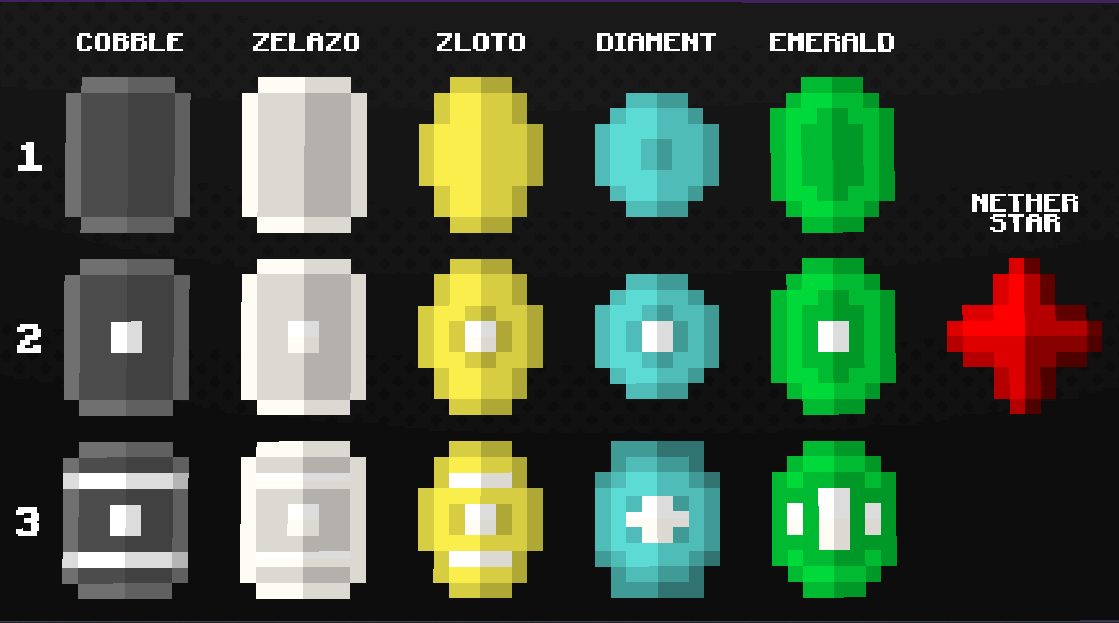 COBBLE ZELAZO ZLOTO DIAMENT EMERALD
1
NETHER
STAR
2
3